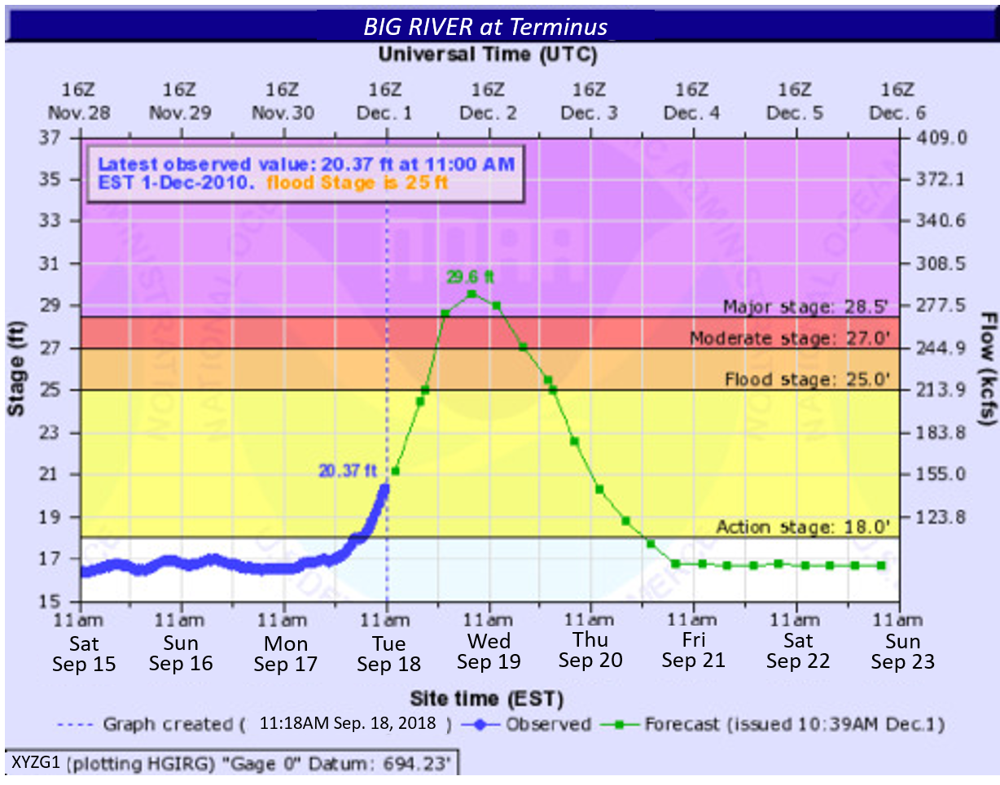 BIG RIVER at Terminus
Universal Time (UTC)
16Z 16Z 16Z 16Z 16Z 16Z 16Z 16Z 16Z
Nov.28 Nov.29 Nov.30 Dec. 1 Dec. 2 Dec. 3 Dec. 4 Dec. 5 Dec. 6
37 409.0
Latest observed value: 20.37 ft at 11:00 AM
EST 1-Dec-2010. flood Stage is 25 ft
35 372.1
33 340.6
NOAA
31 308.5
29.6 ft
29 Major stage: 28.5' 277.5
Moderate stage: 27.0'
27 244.9
Flood stage: 25.0'
25 213.9
23 183.8
20.37 ft
21 155.0
19 123.8
Action stage: 18.0'
17
15
Stage (ft)
Flow (kcfs)
11am 11am 11am 11am 11am 11am 11am 11am 11am
Sat Sun Mon Tue Wed Thu Fri Sat Sun
Sep 15 Sep 16 Sep 17 Sep 18 Sep 19 Sep 20 Sep 21 Sep 22 Sep 23
Site time (EST)
Graph created ( 11:18AM Sep. 18, 2018 ) Observed Forecast (issued 10:39AM Dec.1)
XYZG1 (plotting HGIRG) "Gage 0" Datum: 694.23'